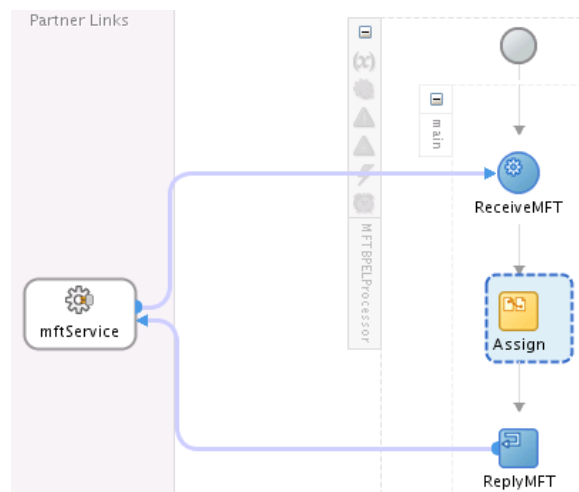 Partner Links
(x)
main
ReceiveMFT
MFTBPELProcessor
mftService
Assign
ReplyMFT